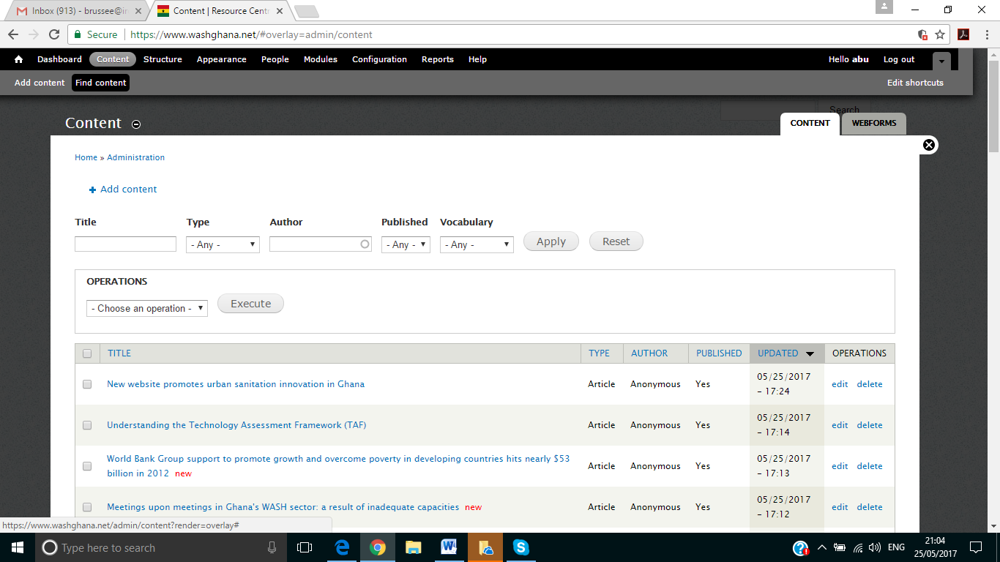 Inbox (913) - brussee@i
Content | Resource Cent
Secure https://www.washghana.net/#overlay=admin/content
Dashboard Content Structure Appearance People Modules Configuration Reports Help Hello abu Log out
Add content Find content Edit shortcuts
Search
Content CONTENT WEBFORMS
Home » Administration
Add content
Title Type Author Published Vocabulary
- Any - - Any - - Any - Apply Reset
OPERATIONS
- Choose an operation - Execute
TITLE TYPE AUTHOR PUBLISHED UPDATED OPERATIONS
New website promotes urban sanitation innovation in Ghana Article Anonymous Yes 05/25/2017 – 17:24 edit delete
Understanding the Technology Assessment Framework (TAF) Article Anonymous Yes 05/25/2017 – 17:14 edit delete
World Bank Group support to promote growth and overcome poverty in developing countries hits nearly $53
billion in 2012 new Article Anonymous Yes 05/25/2017 – 17:13 edit delete
Meetings upon meetings in Ghana's WASH sector: a result of inadequate capacities new Article Anonymous Yes 05/25/2017 – 17:12 edit delete
https://www.washghana.net/admin/content?render=overlay#
Type here to search ENG 21:04
25/05/2017